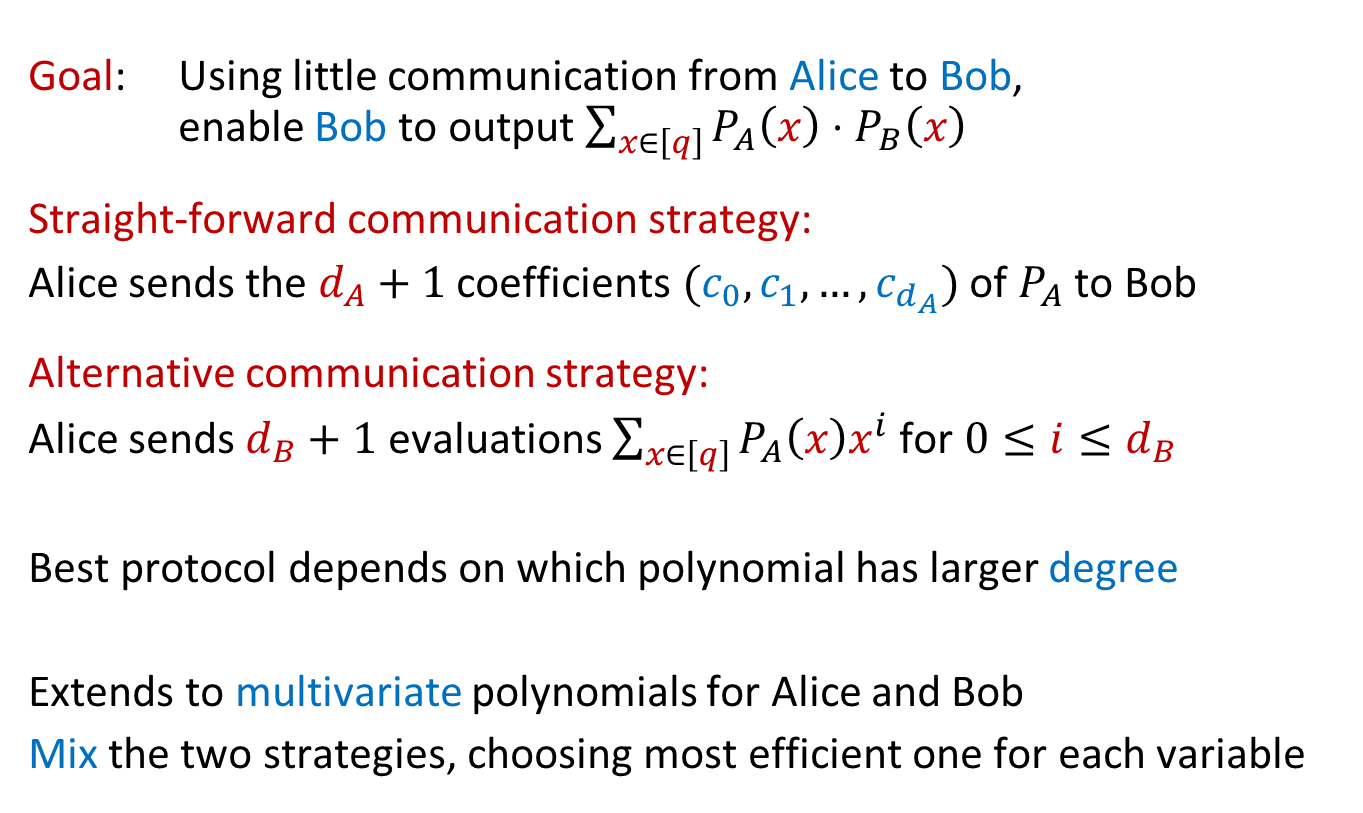 Goal: Using little communication from Alice to Bob,
enable Bob to output ∑_{x∈[q]} P_A(x) · P_B(x)
Straight-forward communication strategy:
Alice sends the d_A + 1 coefficients (c_0, c_1, …, c_{d_A}) of P_A to Bob
Alternative communication strategy:
Alice sends d_B + 1 evaluations ∑_{x∈[q]} P_A(x)x^i for 0 ≤ i ≤ d_B
Best protocol depends on which polynomial has larger degree
Extends to multivariate polynomials for Alice and Bob
Mix the two strategies, choosing most efficient one for each variable